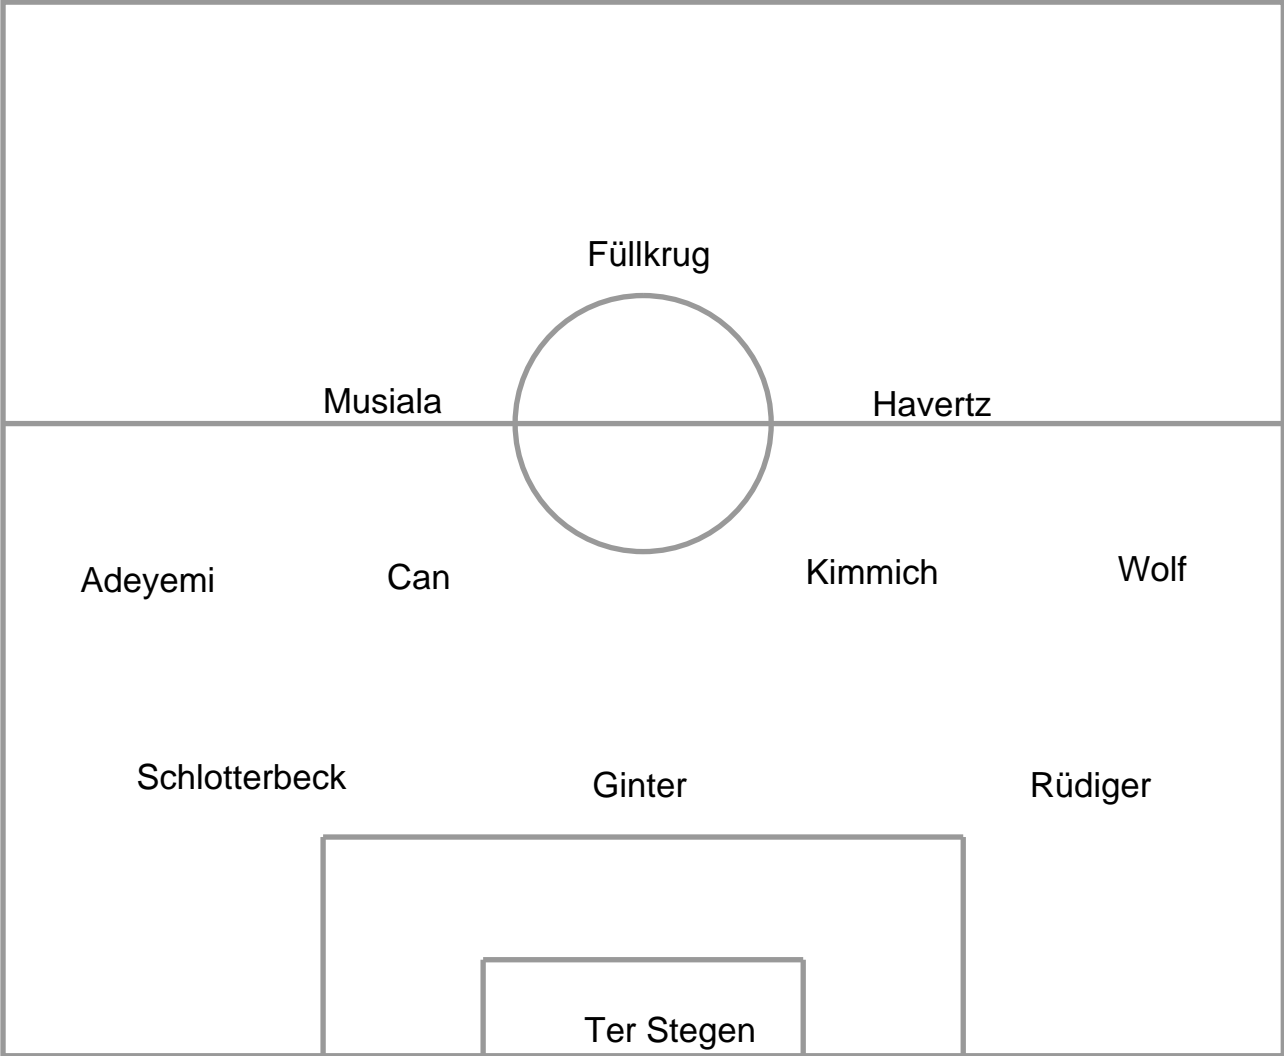 Füllkrug
Musiala
Havertz
Adeyemi
Can
Kimmich
Wolf
Schlotterbeck
Ginter
Rüdiger
Ter Stegen